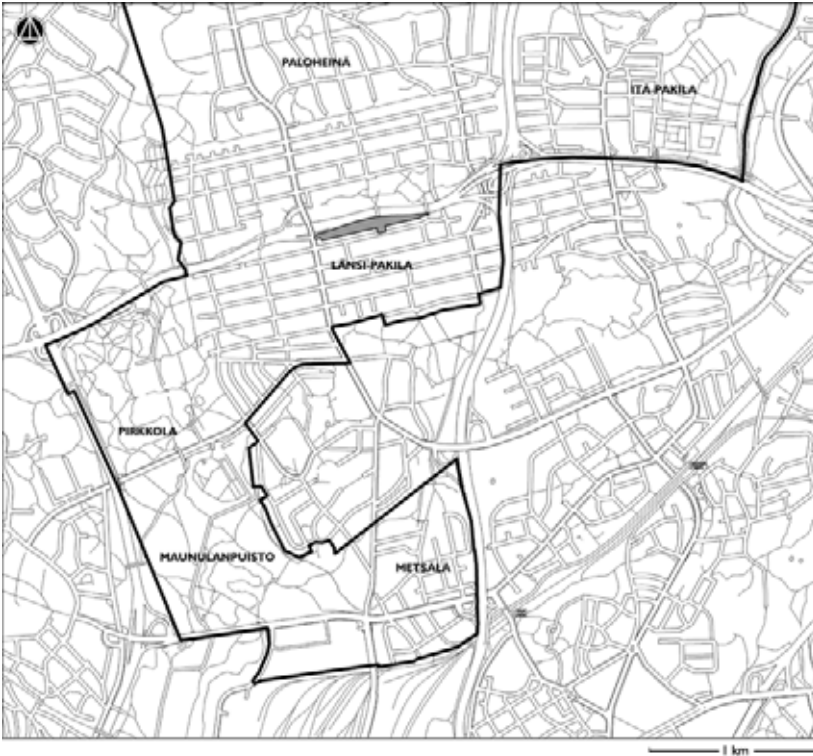 PALOHEINÄ
ITÄ-PAKILA
LÄNSI-PAKILA
PIRKKOLA
MAUNULANPUISTO
METSÄLÄ
1 km